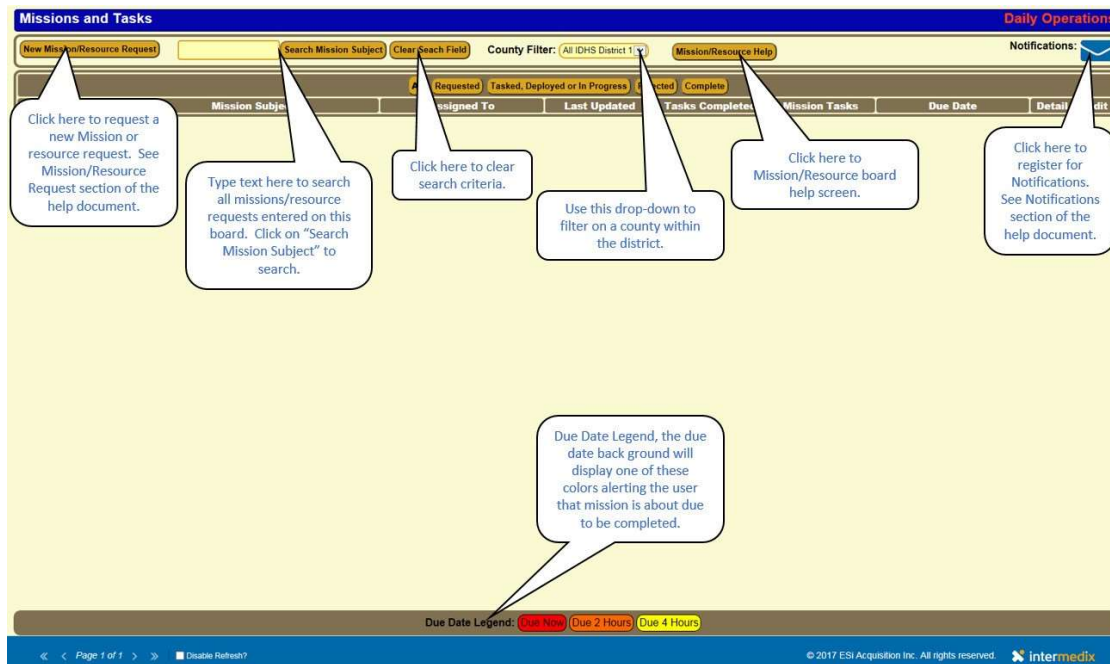 Missions and Tasks
Daily Operations
New Mission/Resource Request
Search Mission Subject
Clear Seach Field
County Filter:
All IDHS District 1
Mission/Resource Help
Notifications:
Requested
Tasked, Deployed or In Progress
Complete
Mission Subject
Assigned To
Last Updated
Tasks Completed
Mission Tasks
Due Date
Detail
Click here to request a
new Mission or
resource request. See
Mission/Resource
Request section of the
help document.
Type text here to search
all missions/resource
requests entered on this
board. Click on “Search
Mission Subject” to
search.
Click here to clear
search criteria.
Use this drop-down to
filter on a county within
the district.
Click here to
Mission/Resource board
help screen.
Click here to
register for
Notifications.
See Notifications
section of the
help document.
Due Date Legend, the due
date back ground will
display one of these
colors alerting the user
that mission is about due
to be completed.
Due Date Legend:
Due Now
Due 2 Hours
Due 4 Hours
« < Page 1 of 1 > »
Disable Refresh?
© 2017 ESi Acquisition Inc. All rights reserved.
intermedix